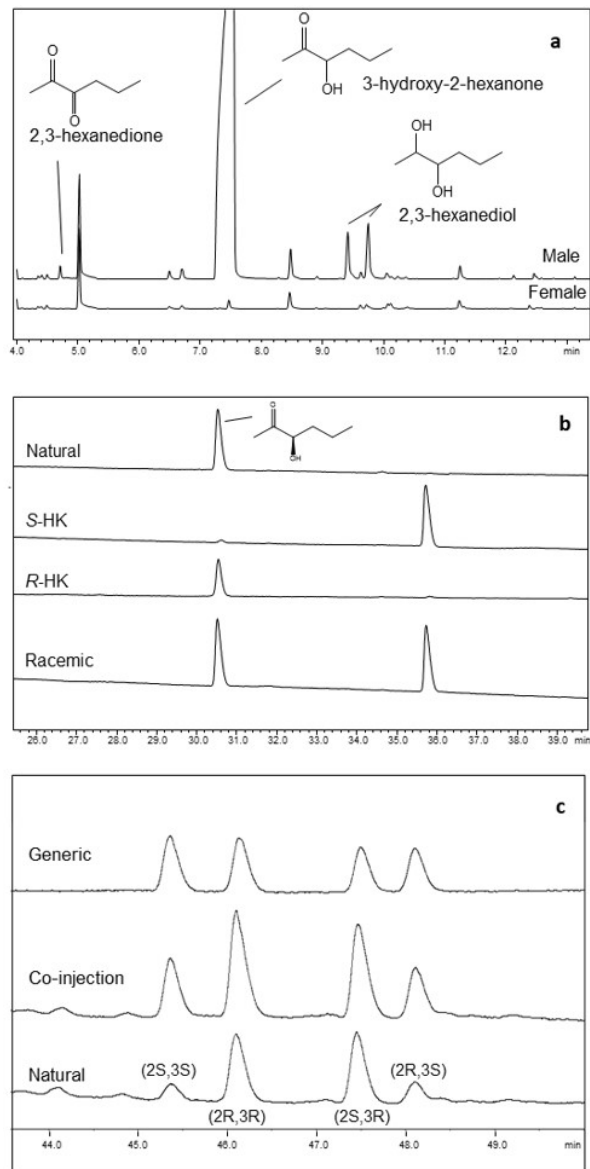 a
O
O
2,3-hexanedione
O
OH
3-hydroxy-2-hexanone
OH
OH
2,3-hexanediol
Male
Female
4.0 5.0 6.0 7.0 8.0 9.0 10.0 11.0 12.0 min
b
O
OH
Natural
S-HK
R-HK
Racemic
26.0 27.0 28.0 29.0 30.0 31.0 32.0 33.0 34.0 35.0 36.0 37.0 38.0 39.0 min
c
Generic
Co-injection
Natural
(2S,3S)
(2R,3R)
(2S,3R)
(2R,3S)
44.0 45.0 46.0 47.0 48.0 49.0 min